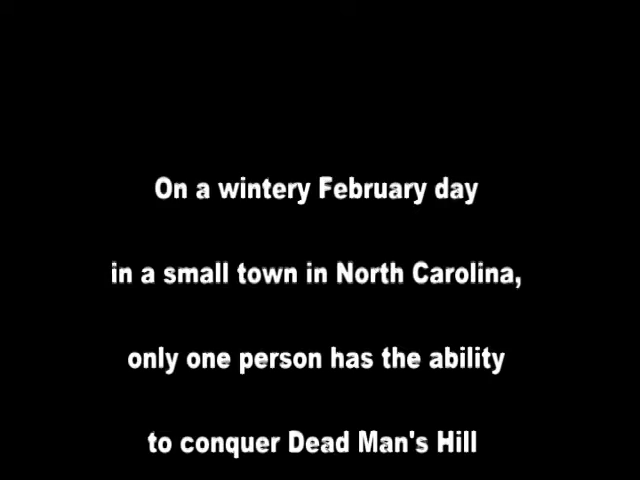 On a wintery February day
in a small town in North Carolina,
only one person has the ability
to conquer Dead Man's Hill